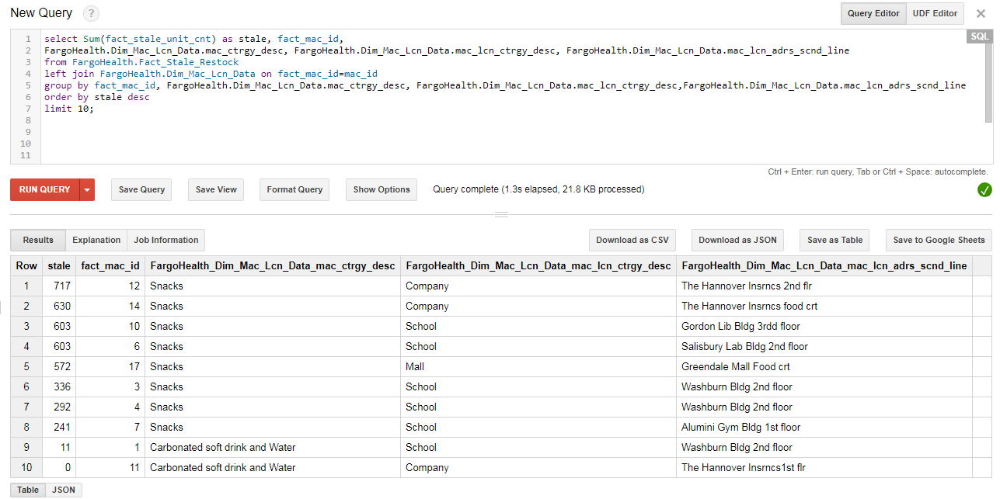 New Query ?
Query Editor UDF Editor ×
SQL
1 select Sum(fact_stale_unit_cnt) as stale, fact_mac_id,
2 FargoHealth.Dim_Mac_Lcn_Data.mac_ctrgy_desc, FargoHealth.Dim_Mac_Lcn_Data.mac_lcn_ctrgy_desc, FargoHealth.Dim_Mac_Lcn_Data.mac_lcn_adrs_scnd_line
3 from FargoHealth.Fact_Stale_Restock
4 left join FargoHealth.Dim_Mac_Lcn_Data on fact_mac_id=mac_id
5 group by fact_mac_id, FargoHealth.Dim_Mac_Lcn_Data.mac_ctrgy_desc, FargoHealth.Dim_Mac_Lcn_Data.mac_lcn_ctrgy_desc,FargoHealth.Dim_Mac_Lcn_Data.mac_lcn_adrs_scnd_line
6 order by stale desc
7 limit 10;
8
9
10
11
Ctrl + Enter: run query, Tab or Ctrl + Space: autocomplete.
RUN QUERY Save Query Save View Format Query Show Options Query complete (1.3s elapsed, 21.8 KB processed)
Results Explanation Job Information Download as CSV Download as JSON Save as Table Save to Google Sheets
Row stale fact_mac_id FargoHealth_Dim_Mac_Lcn_Data_mac_ctrgy_desc FargoHealth_Dim_Mac_Lcn_Data_mac_lcn_ctrgy_desc FargoHealth_Dim_Mac_Lcn_Data_mac_lcn_adrs_scnd_line
1 717 12 Snacks Company The Hannover Insrncs 2nd flr
2 630 14 Snacks Company The Hannover Insrncs food crt
3 603 10 Snacks School Gordon Lib Bldg 3rdd floor
4 603 6 Snacks School Salisbury Lab Bldg 2nd floor
5 572 17 Snacks Mall Greendale Mall Food crt
6 336 3 Snacks School Washburn Bldg 2nd floor
7 292 4 Snacks School Washburn Bldg 2nd floor
8 241 7 Snacks School Alumini Gym Bldg 1st floor
9 11 1 Carbonated soft drink and Water School Washburn Bldg 2nd floor
10 0 11 Carbonated soft drink and Water Company The Hannover Insrncs1st flr
Table JSON